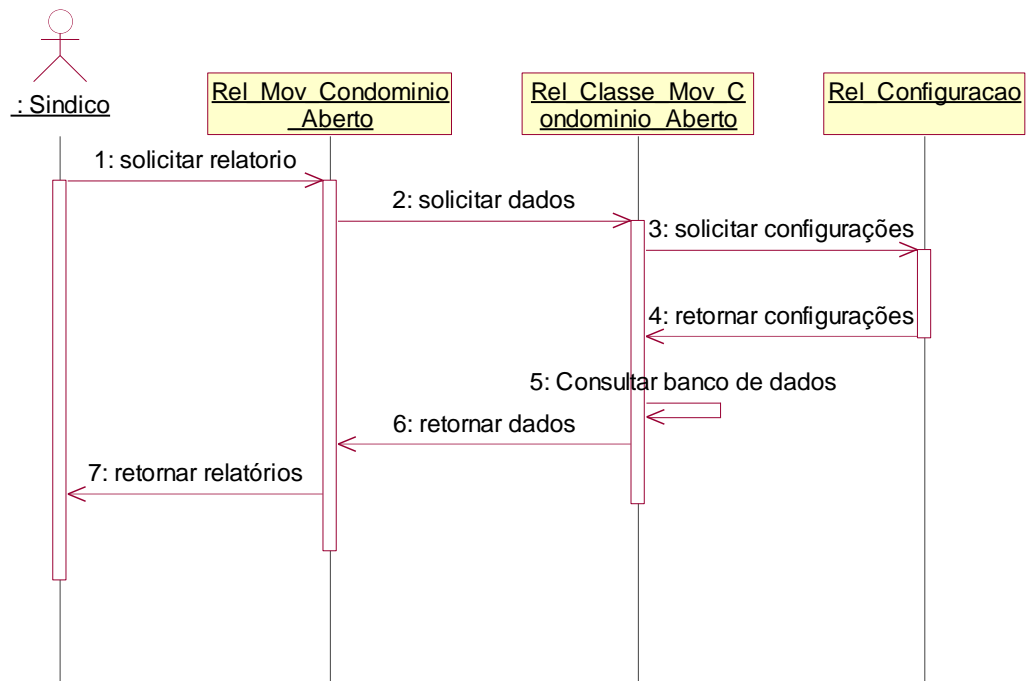 : Sindico
Rel_Mov_Condominio
_Aberto
Rel_Classe_Mov_C
ondominio_Aberto
Rel_Configuracao
1: solicitar relatorio
2: solicitar dados
3: solicitar configurações
4: retornar configurações
5: Consultar banco de dados
6: retornar dados
7: retornar relatórios